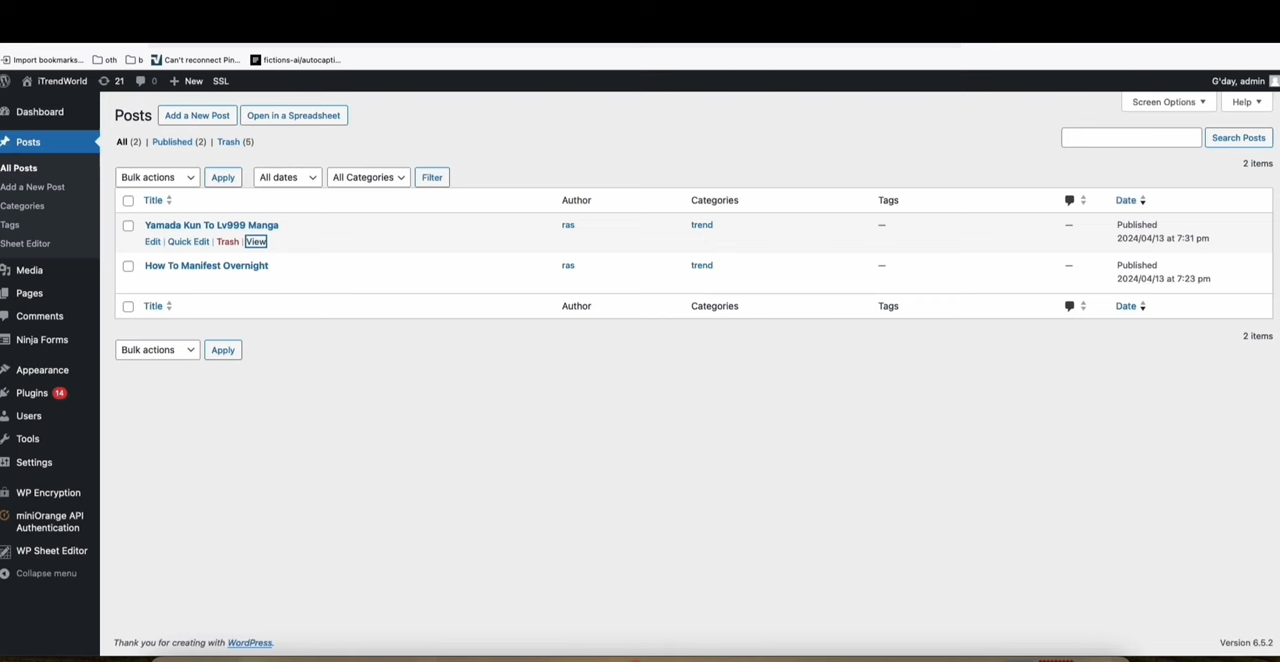 Import bookmarks... oth b Can't reconnect Pin... fictions-ai/autocapti...
iTrendWorld 21 0 New SSL G'day, admin
Screen Options Help
Dashboard
Posts
All Posts
Add a New Post
Categories
Tags
Sheet Editor
Media
Pages
Comments
Ninja Forms
Appearance
Plugins 14
Users
Tools
Settings
WP Encryption
miniOrange API
Authentication
WP Sheet Editor
Collapse menu
Posts Add a New Post Open in a Spreadsheet
All (2) | Published (2) | Trash (5)
Search Posts
2 items
Bulk actions Apply All dates All Categories Filter
Title Author Categories Tags Date
Yamada Kun To Lv999 Manga ras trend — — Published
Edit | Quick Edit | Trash | View 2024/04/13 at 7:31 pm
How To Manifest Overnight ras trend — — Published
2024/04/13 at 7:23 pm
Title Author Categories Tags Date
2 items
Bulk actions Apply
Thank you for creating with WordPress. Version 6.5.2